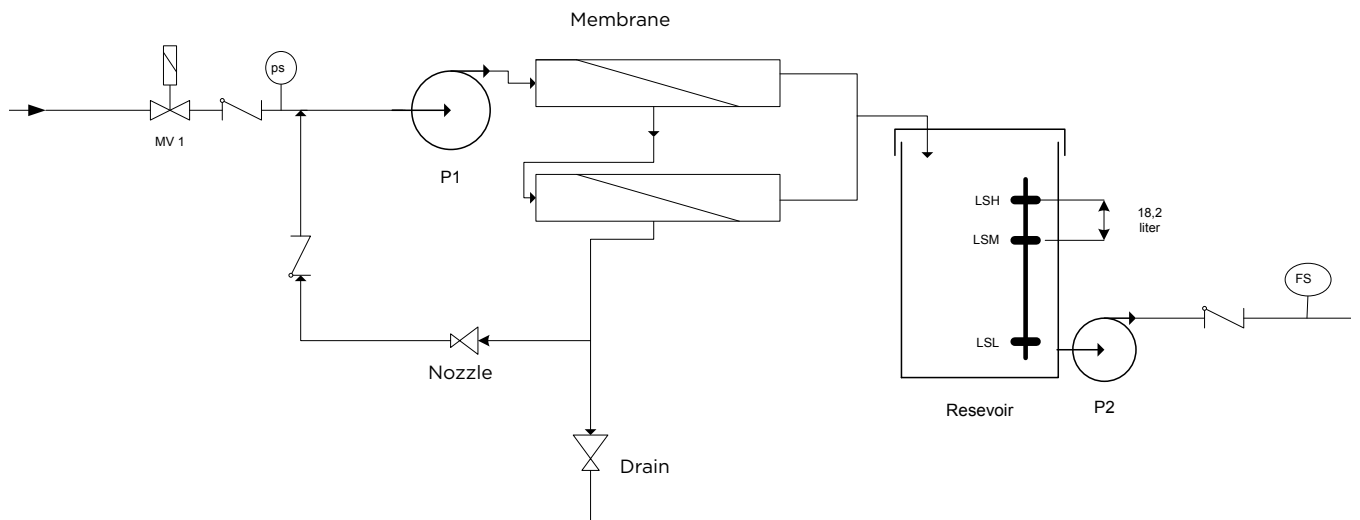 Membrane
ps
MV 1
P1
LSH
LSM
18,2
liter
FS
LSL
Nozzle
P2
Resevoir
Drain